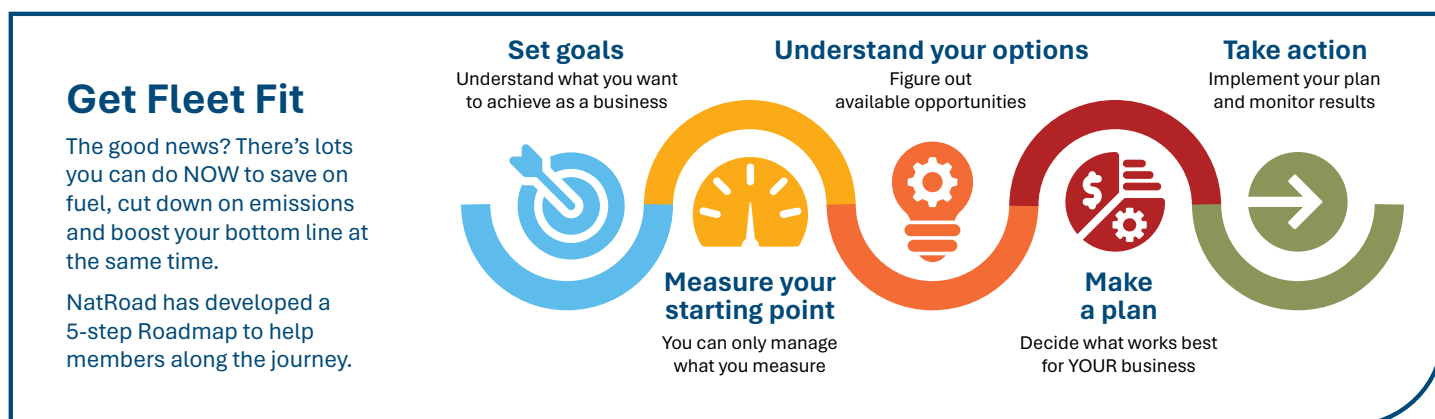 Get Fleet Fit
The good news? There's lots
you can do NOW to save on
fuel, cut down on emissions
and boost your bottom line at
the same time.
NatRoad has developed a
5-step Roadmap to help
members along the journey.
Set goals
Understand what you want
to achieve as a business
Measure your
starting point
You can only manage
what you measure
Understand your options
Figure out
available opportunities
$
Make
a plan
Decide what works best
for YOUR business
Take action
Implement your plan
and monitor results